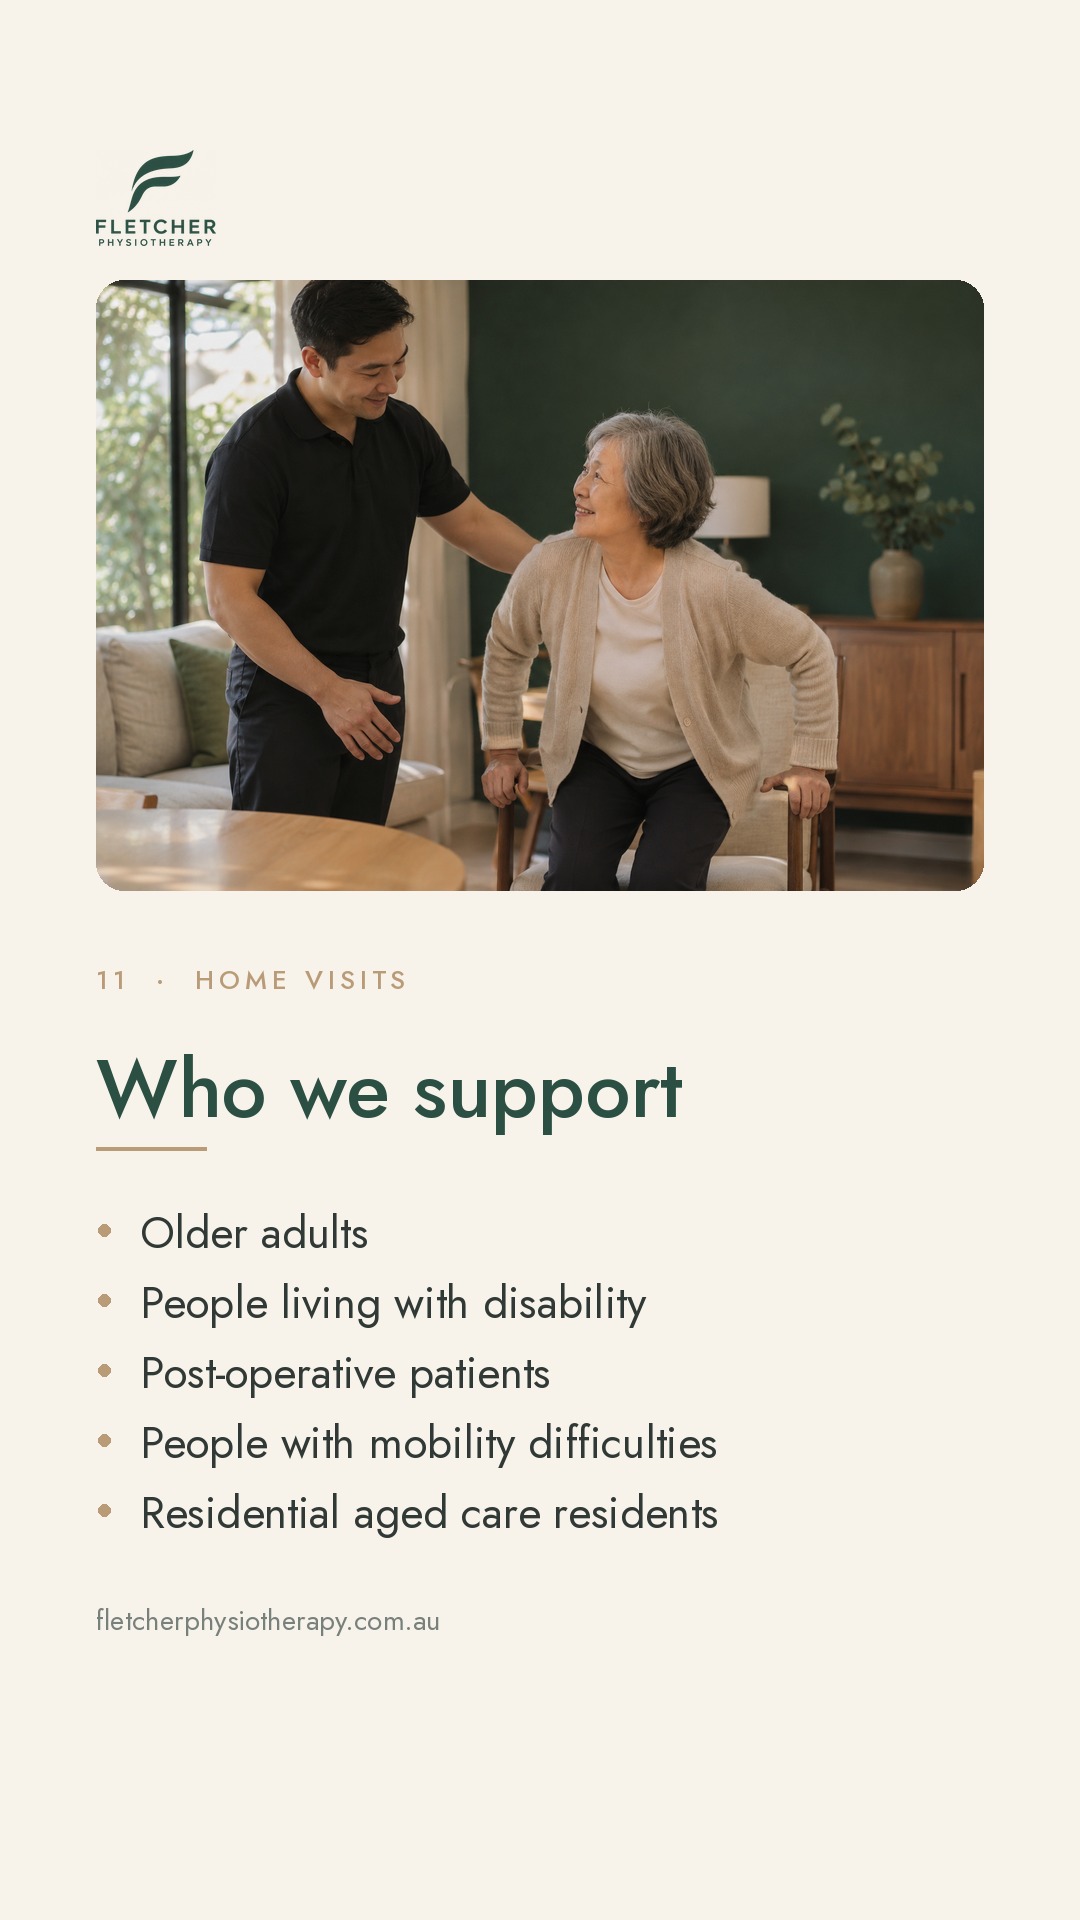 FLETCHER
PHYSIOTHERAPY
11 · HOME VISITS
Who we support
• Older adults
• People living with disability
• Post-operative patients
• People with mobility difficulties
• Residential aged care residents
fletcherphysiotherapy.com.au